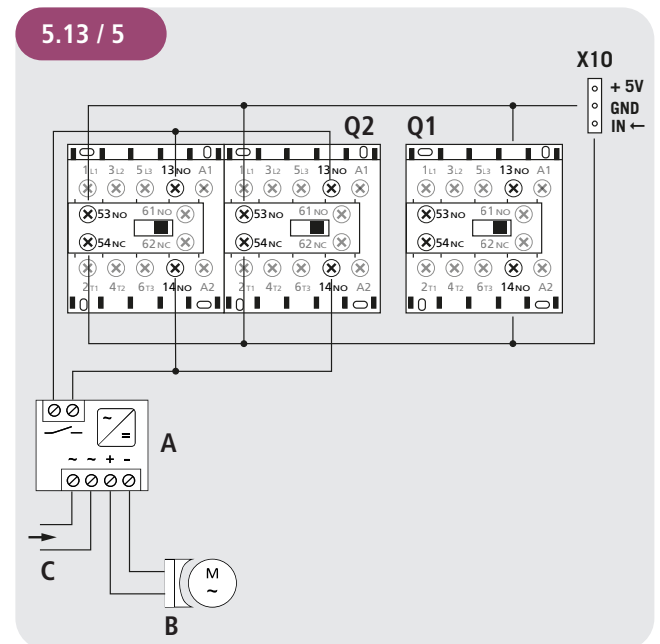 5.13 / 5
X10
+ 5V
GND
IN ←
Q2 Q1
1L1 3L2 5L3 13NO A1 1L1 3L2 5L3 13NO A1 1L1 3L2 5L3 13NO A1
53NO 61NO 53NO 61NO 53NO 61NO
54NC 62NC 54NC 62NC 54NC 62NC
2T1 4T2 6T3 14NO A2 2T1 4T2 6T3 14NO A2 2T1 4T2 6T3 14NO A2
~
=
A
~ ~ + -
C
M
~
B